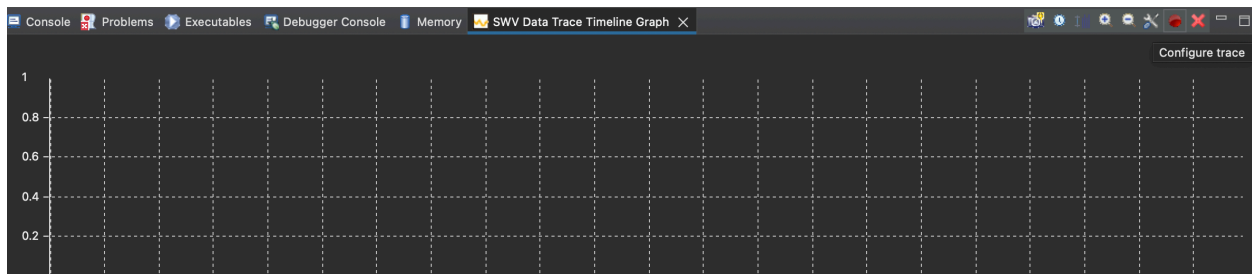 Console Problems Executables Debugger Console Memory SWV Data Trace Timeline Graph
Configure trace
1
0.8
0.6
0.4
0.2